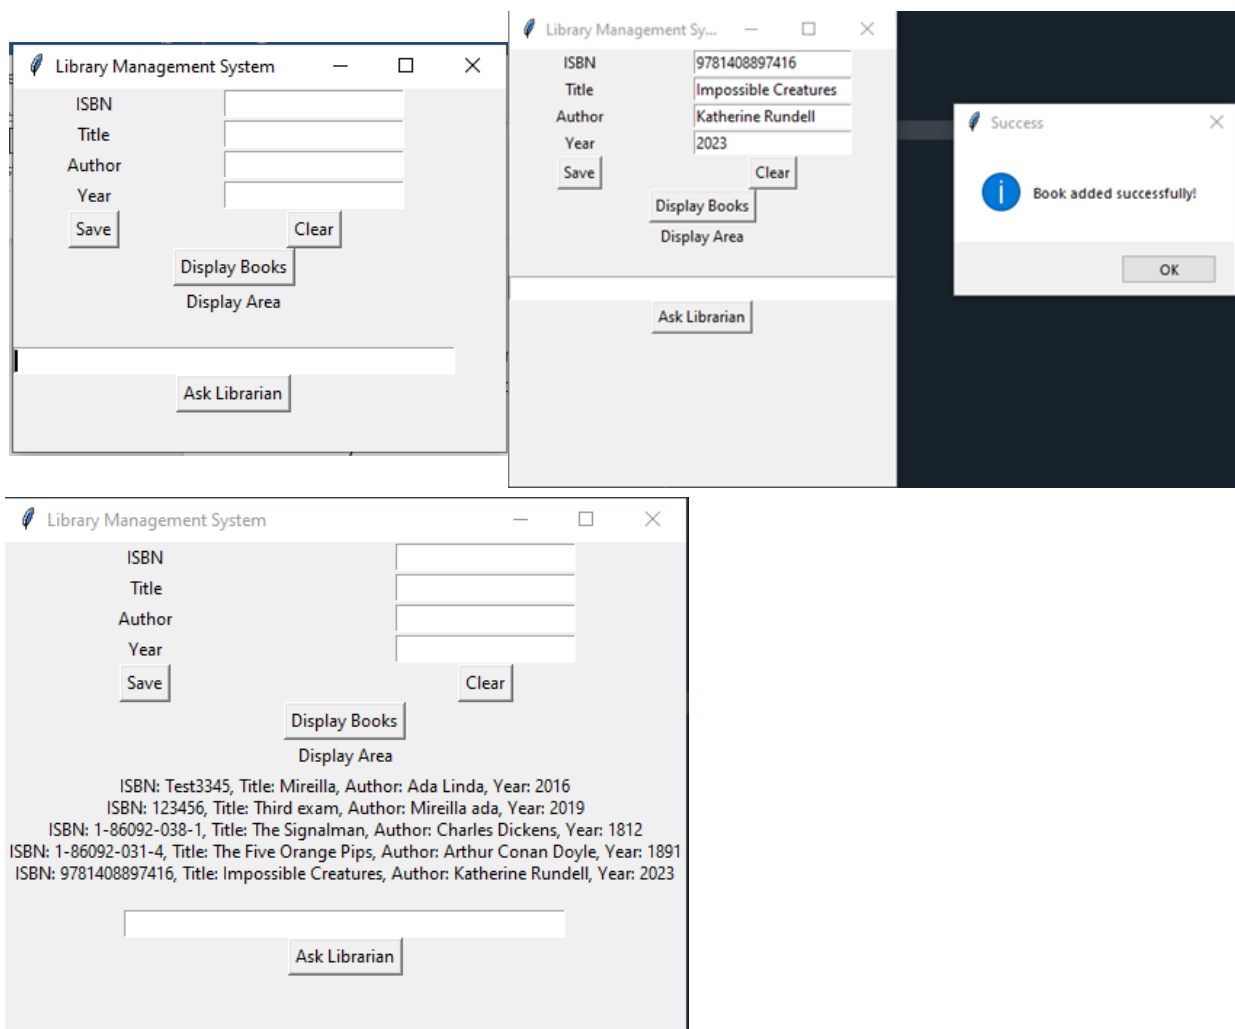 Library Management System
ISBN
Title
Author
Year
Save Clear
Display Books
Display Area
Ask Librarian
Library Management Sy...
ISBN 9781408897416
Title Impossible Creatures
Author Katherine Rundell
Year 2023
Save Clear
Display Books
Display Area
Ask Librarian
Success
Book added successfully!
OK
Library Management System
ISBN
Title
Author
Year
Save Clear
Display Books
Display Area
ISBN: Test3345, Title: Mireilla, Author: Ada Linda, Year: 2016
ISBN: 123456, Title: Third exam, Author: Mireilla ada, Year: 2019
ISBN: 1-86092-038-1, Title: The Signalman, Author: Charles Dickens, Year: 1812
ISBN: 1-86092-031-4, Title: The Five Orange Pips, Author: Arthur Conan Doyle, Year: 1891
ISBN: 9781408897416, Title: Impossible Creatures, Author: Katherine Rundell, Year: 2023
Ask Librarian